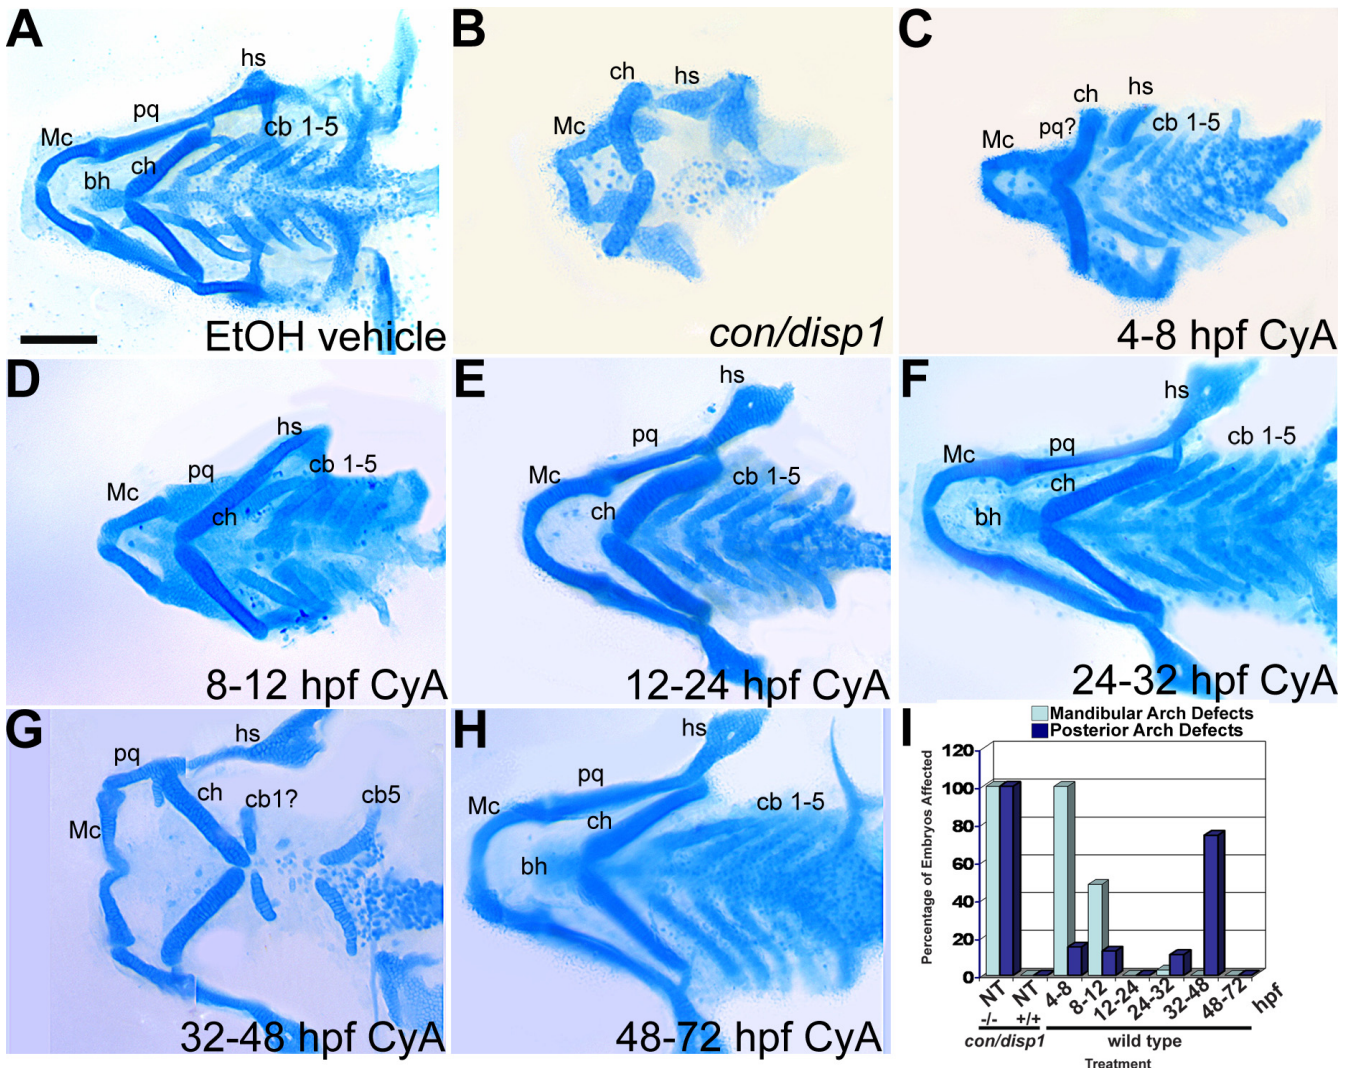 A
hs
pq
Mc
cb 1-5
ch
bh
EtOH vehicle
B
ch
hs
Mc
con/disp1
C
hs
ch
pq?
cb 1-5
Mc
4-8 hpf CyA
D
hs
pq
cb 1-5
Mc
ch
8-12 hpf CyA
E
hs
pq
Mc
cb 1-5
ch
12-24 hpf CyA
F
hs
cb 1-5
pq
Mc
ch
bh
24-32 hpf CyA
G
hs
pq
ch
cb1?
cb5
Mc
32-48 hpf CyA
H
hs
pq
Mc
cb 1-5
ch
bh
48-72 hpf CyA
I
Mandibular Arch Defects
Posterior Arch Defects
Percentage of Embryos Affected
120
100
80
60
40
20
0
NT
NT
4-8
8-12
12-24
24-32
32-48
48-72
hpf
-/-
+/+
con/disp1
wild type
Treatment